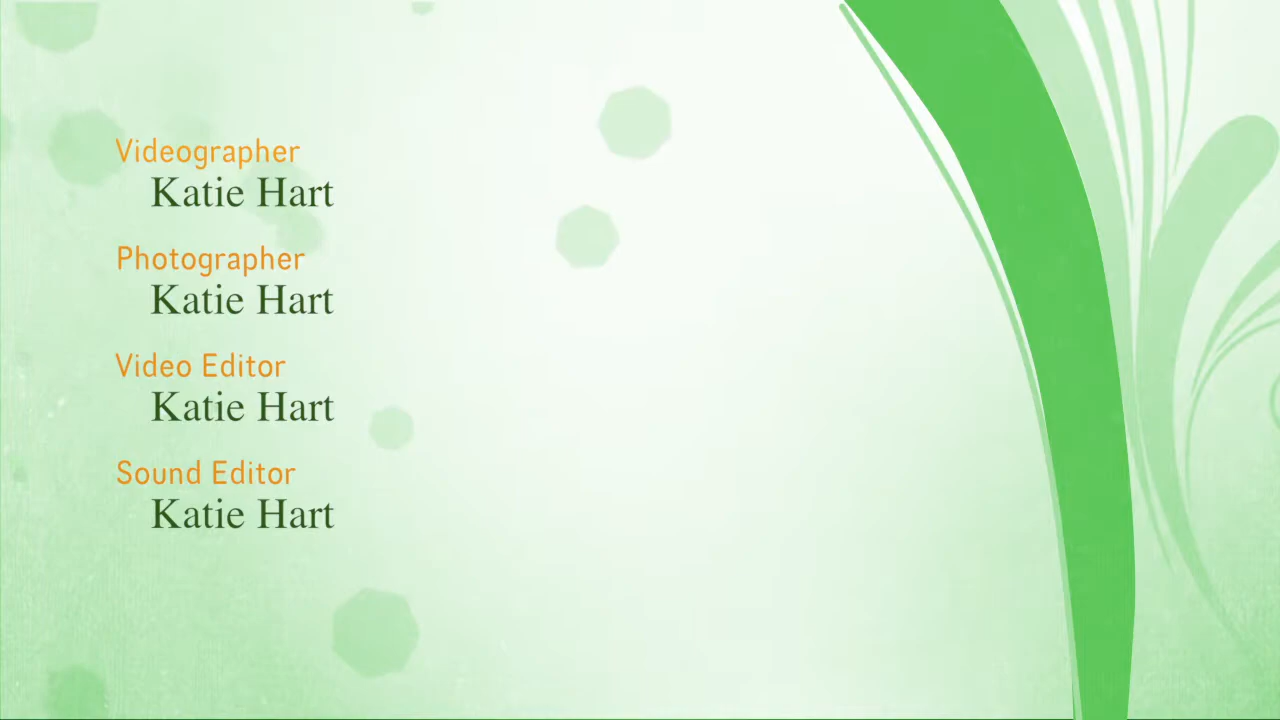 Videographer
Katie Hart
Photographer
Katie Hart
Video Editor
Katie Hart
Sound Editor
Katie Hart